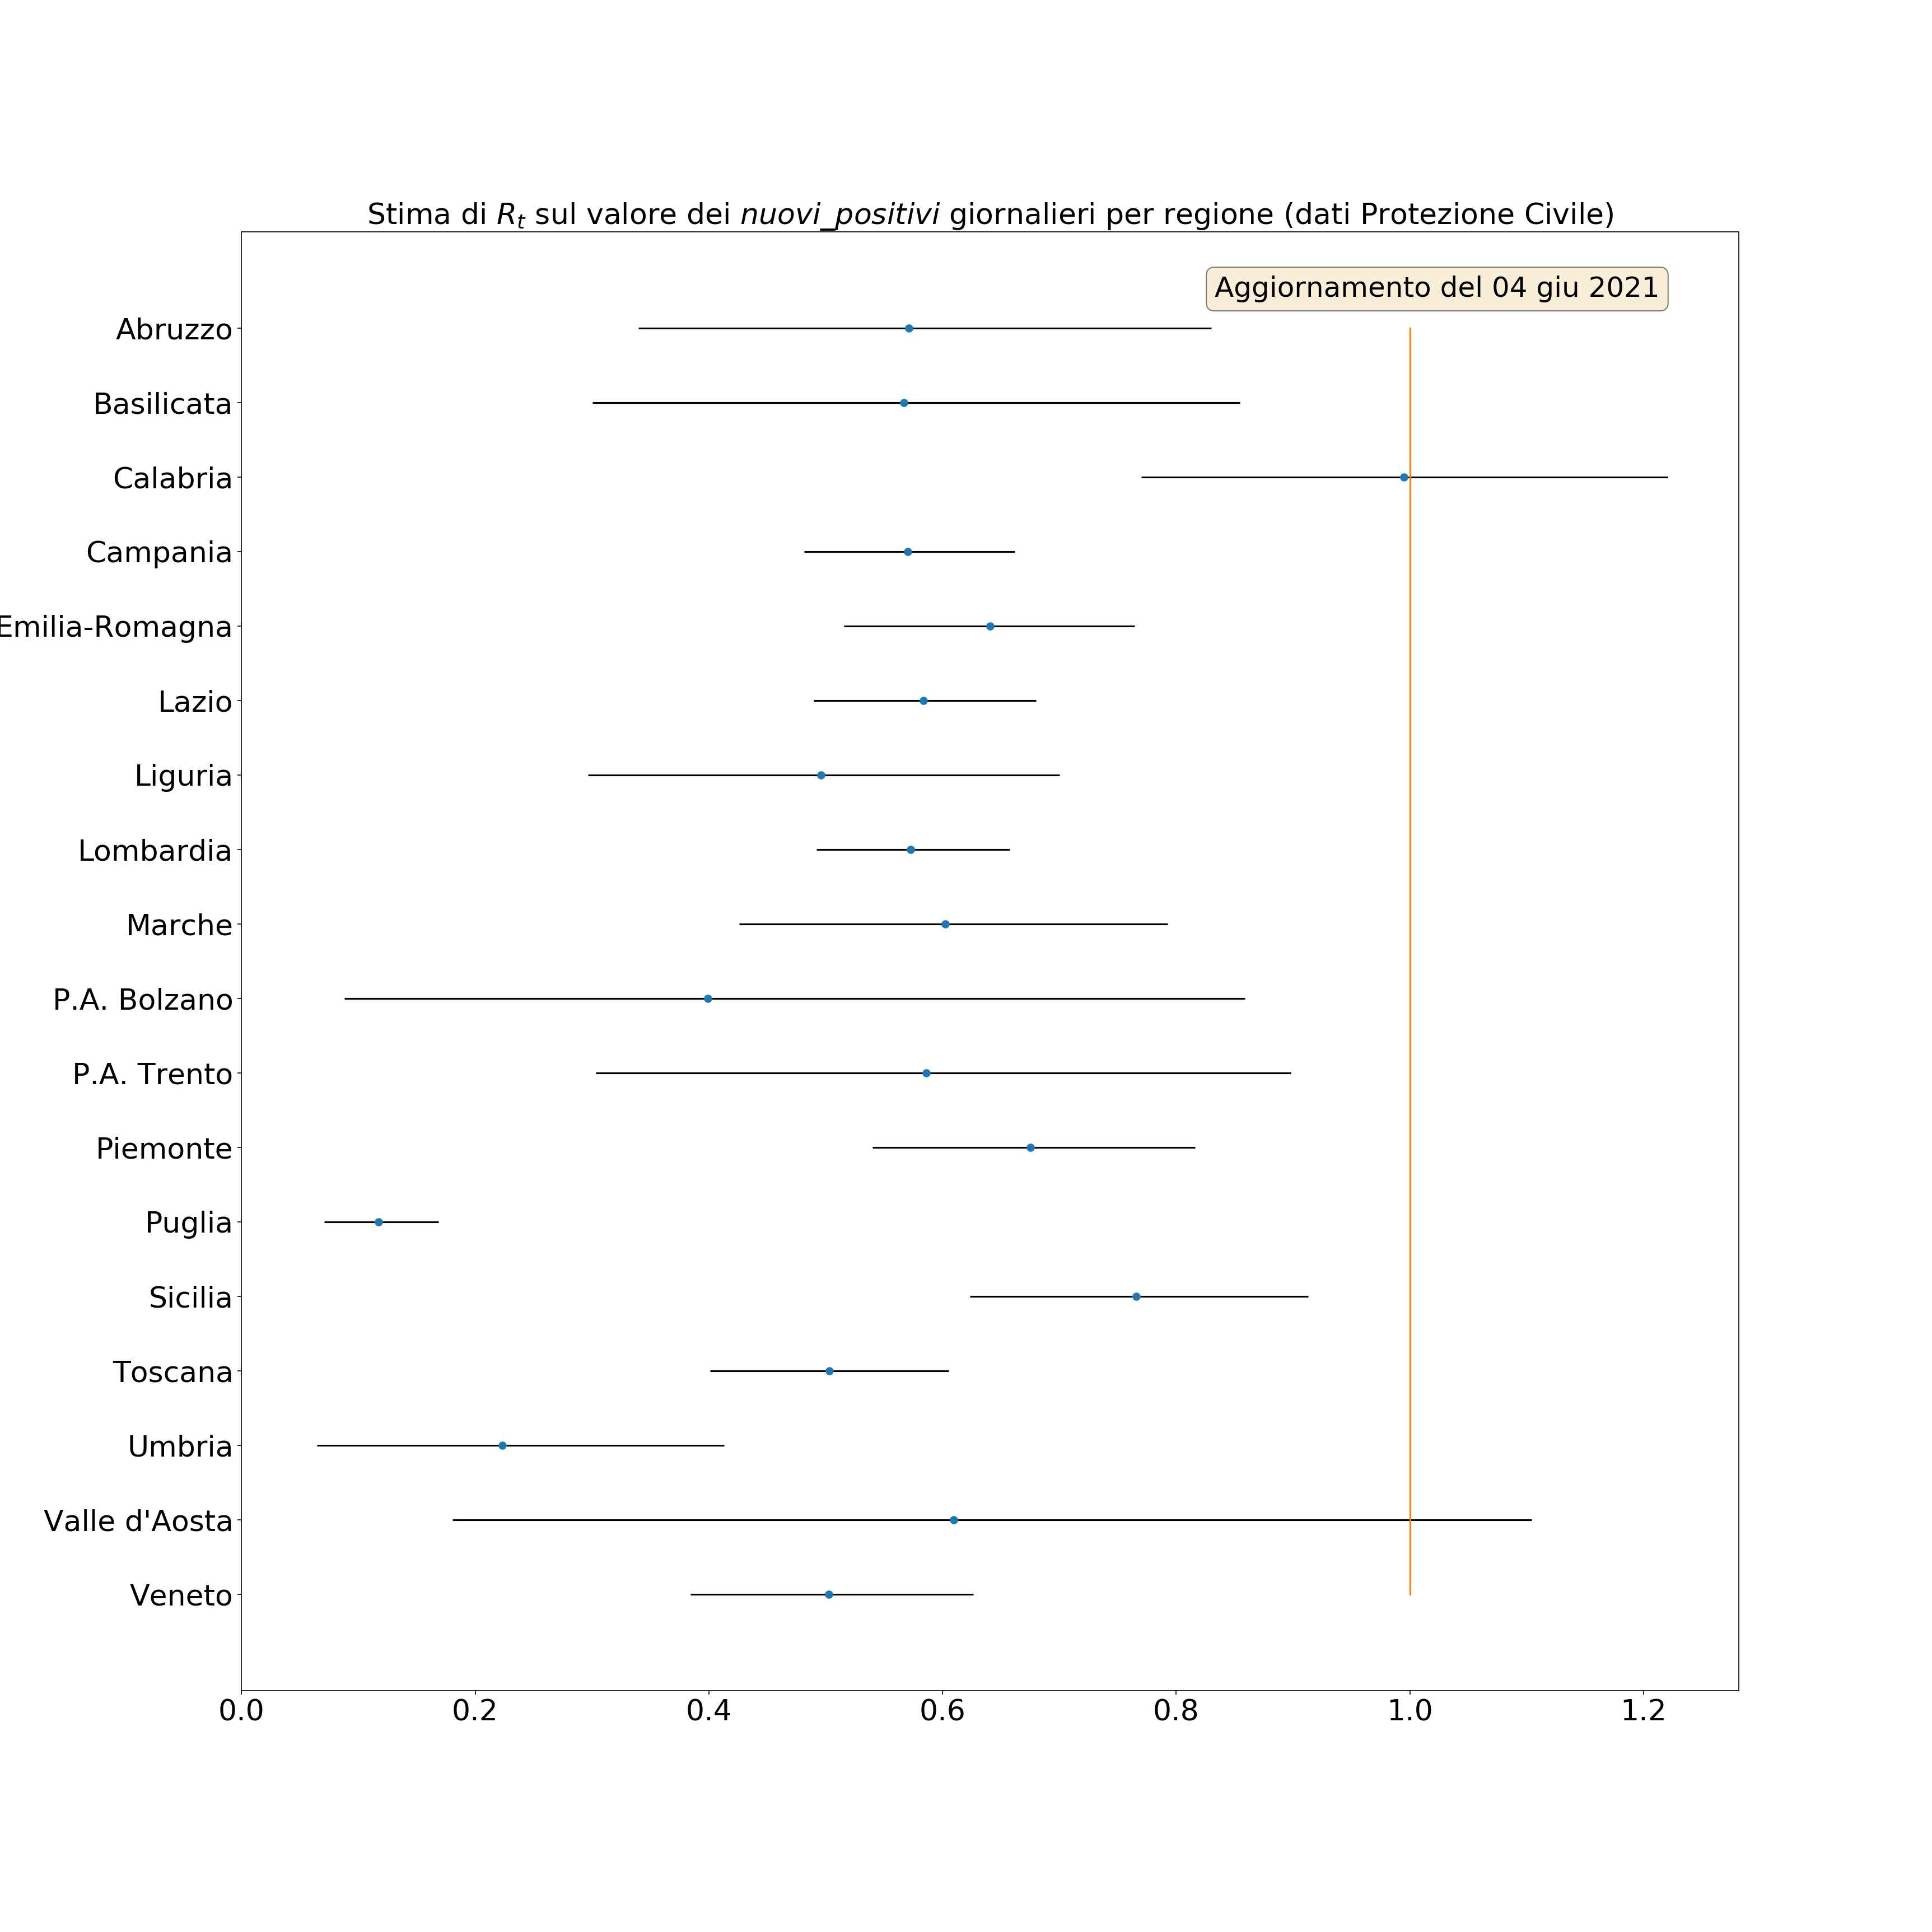 Stima di Rt sul valore dei nuovi_positivi giornalieri per regione (dati Protezione Civile)
Aggiornamento del 04 giu 2021
Abruzzo
Basilicata
Calabria
Campania
Emilia-Romagna
Lazio
Liguria
Lombardia
Marche
P.A. Bolzano
P.A. Trento
Piemonte
Puglia
Sicilia
Toscana
Umbria
Valle d'Aosta
Veneto
0.0 0.2 0.4 0.6 0.8 1.0 1.2